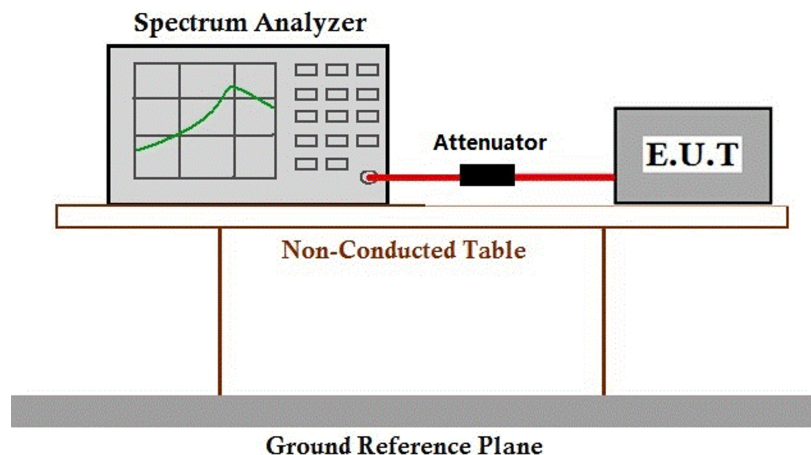 Spectrum Analyzer
Attenuator
E.U.T
Non-Conducted Table
Ground Reference Plane